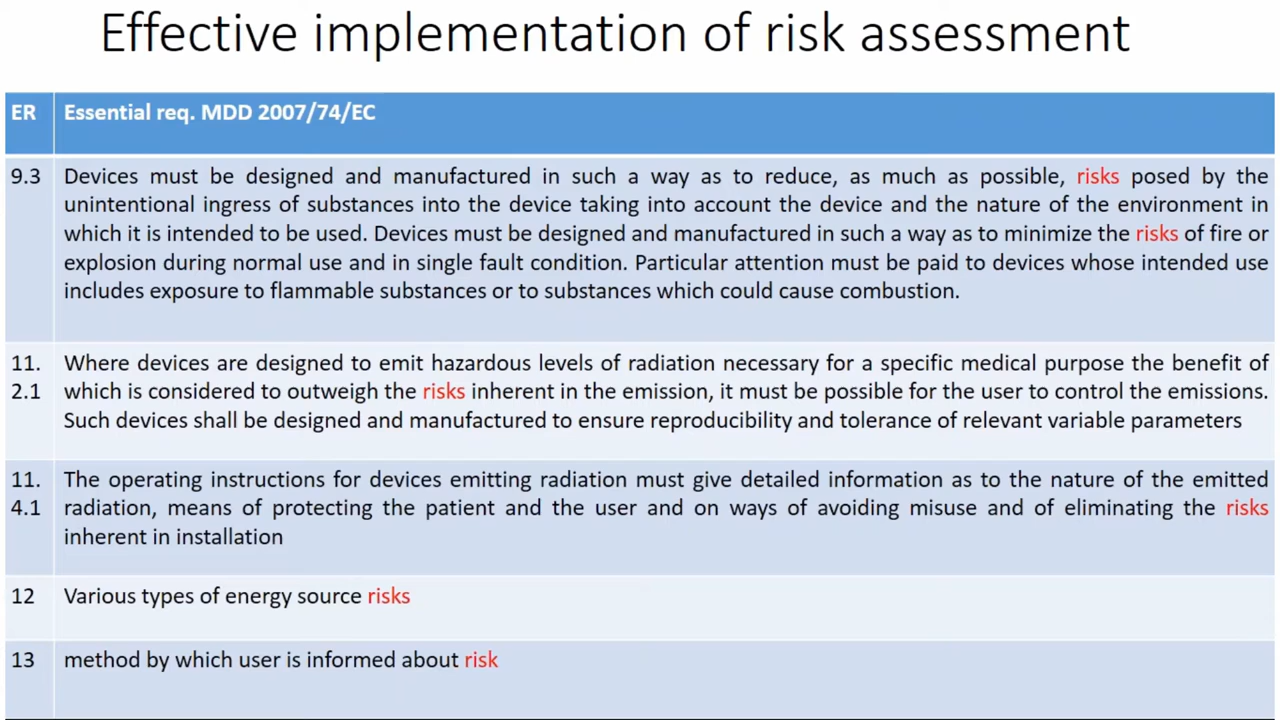 Effective implementation of risk assessment
ER Essential req. MDD 2007/74/EC
9.3 Devices must be designed and manufactured in such a way as to reduce, as much as possible, risks posed by the
unintentional ingress of substances into the device taking into account the device and the nature of the environment in
which it is intended to be used. Devices must be designed and manufactured in such a way as to minimize the risks of fire or
explosion during normal use and in single fault condition. Particular attention must be paid to devices whose intended use
includes exposure to flammable substances or to substances which could cause combustion.
11. Where devices are designed to emit hazardous levels of radiation necessary for a specific medical purpose the benefit of
2.1 which is considered to outweigh the risks inherent in the emission, it must be possible for the user to control the emissions.
Such devices shall be designed and manufactured to ensure reproducibility and tolerance of relevant variable parameters
11. The operating instructions for devices emitting radiation must give detailed information as to the nature of the emitted
4.1 radiation, means of protecting the patient and the user and on ways of avoiding misuse and of eliminating the risks
inherent in installation
12 Various types of energy source risks
13 method by which user is informed about risk